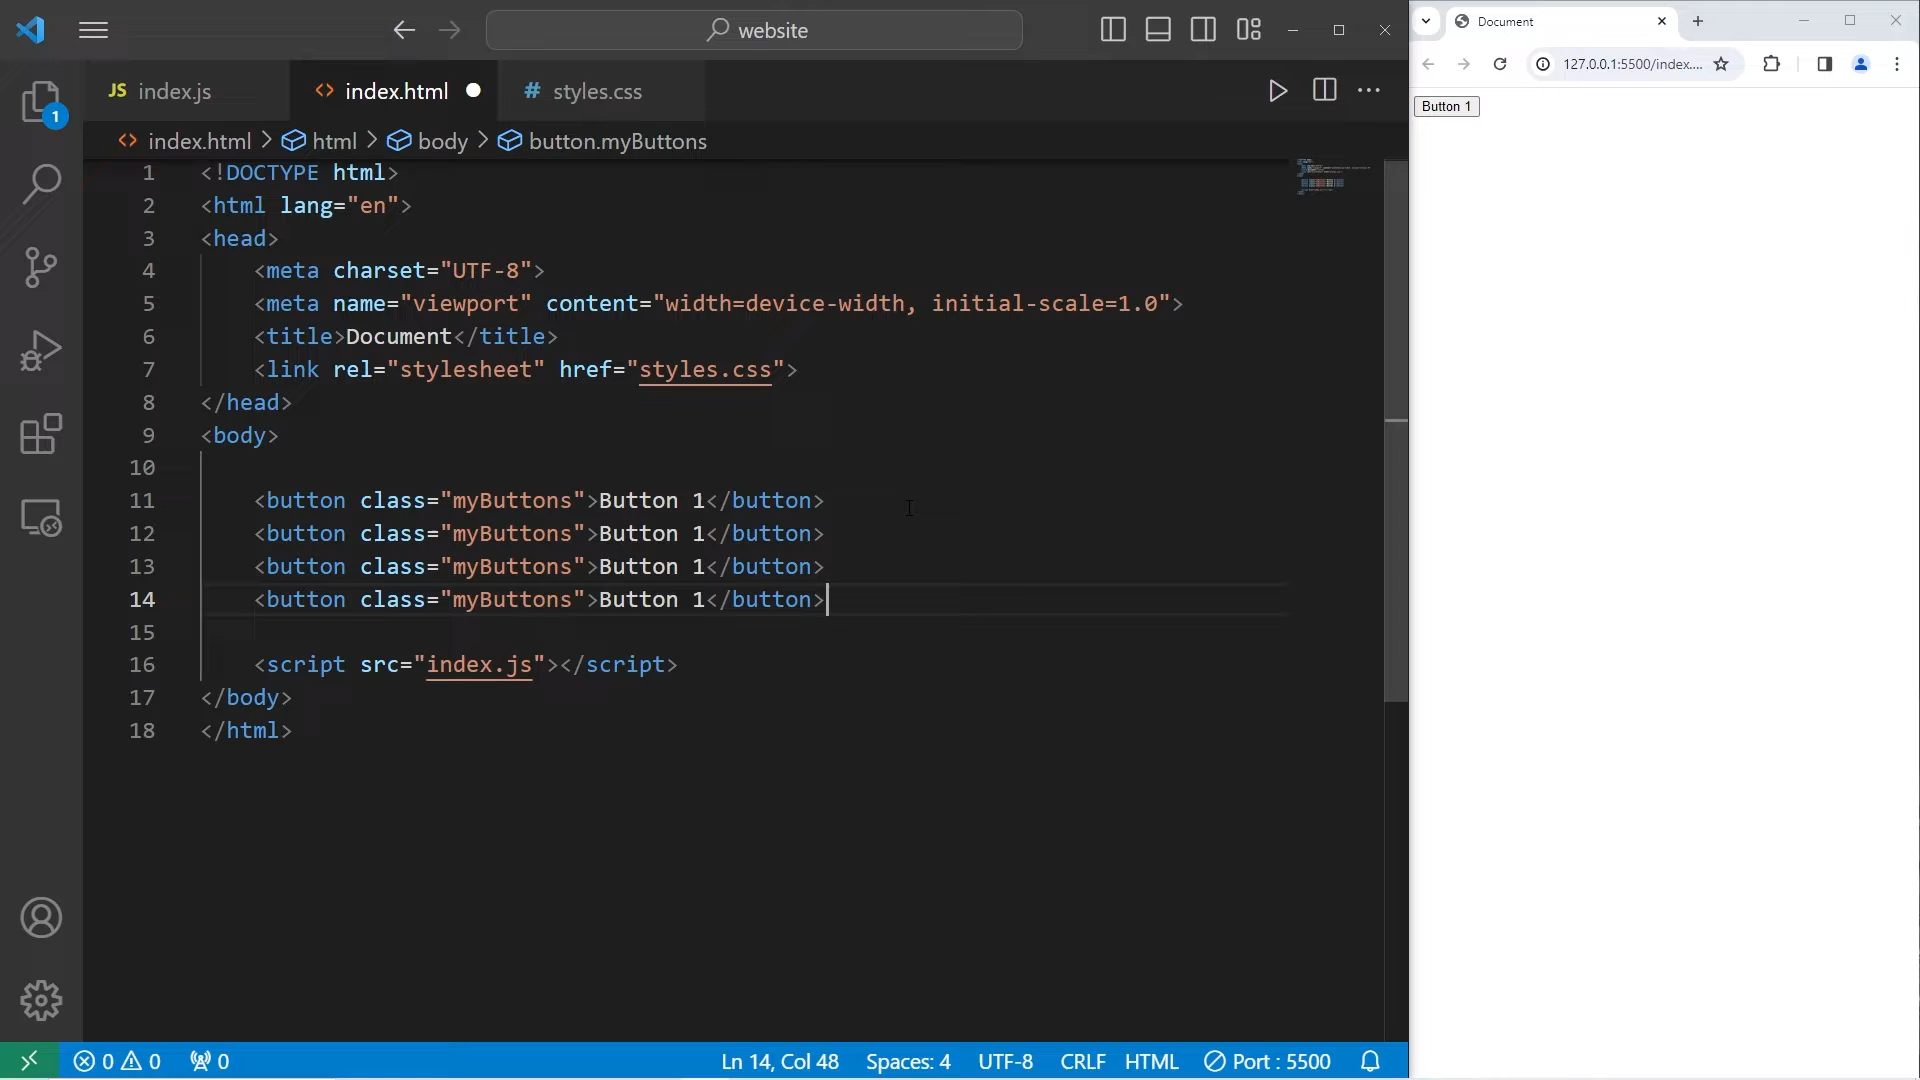 website
JS index.js
<> index.html
# styles.css
<> index.html > html > body > button.myButtons
1 <!DOCTYPE html>
2 <html lang="en">
3 <head>
4 <meta charset="UTF-8">
5 <meta name="viewport" content="width=device-width, initial-scale=1.0">
6 <title>Document</title>
7 <link rel="stylesheet" href="styles.css">
8 </head>
9 <body>
10
11 <button class="myButtons">Button 1</button>
12 <button class="myButtons">Button 1</button>
13 <button class="myButtons">Button 1</button>
14 <button class="myButtons">Button 1</button>
15
16 <script src="index.js"></script>
17 </body>
18 </html>
1
0 0 0
Ln 14, Col 48 Spaces: 4 UTF-8 CRLF HTML Port : 5500
Document
127.0.0.1:5500/index....
Button 1